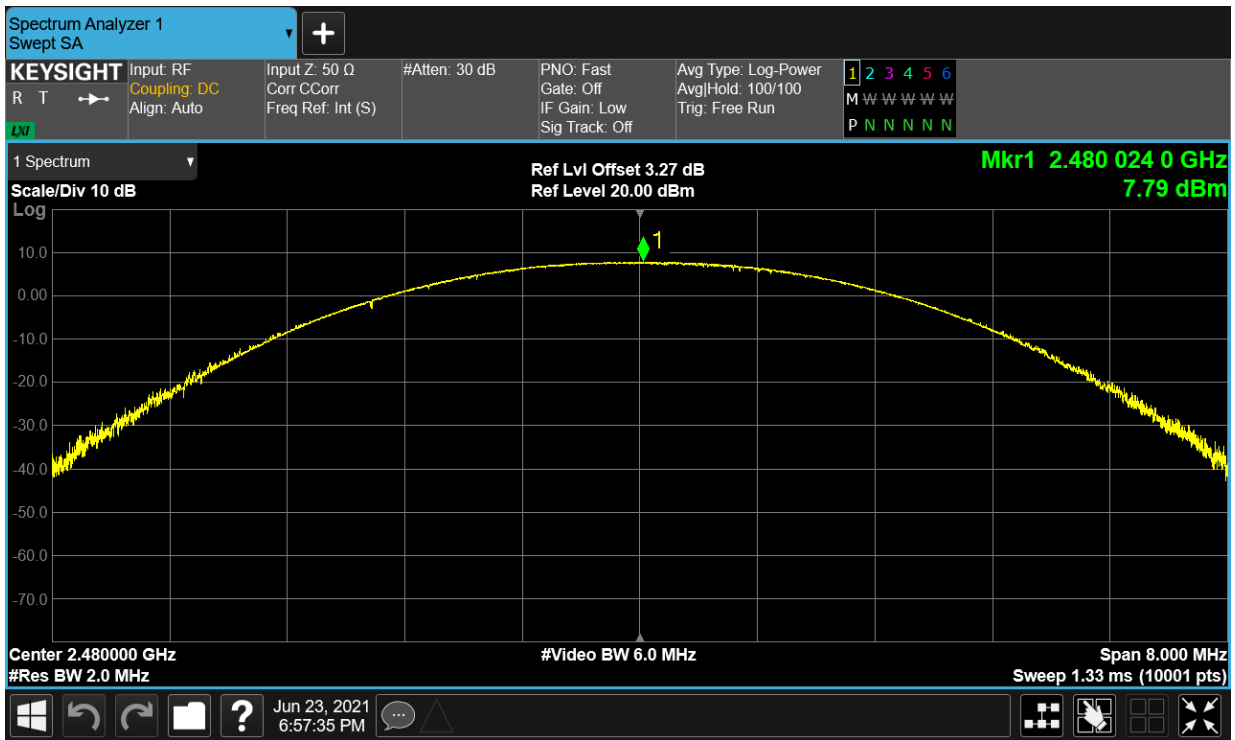 Spectrum Analyzer 1
Swept SA
▼
+
KEYSIGHT
R T
LXI
Input: RF
Coupling: DC
Align: Auto
Input Z: 50 Ω
Corr CCorr
Freq Ref: Int (S)
#Atten: 30 dB
PNO: Fast
Gate: Off
IF Gain: Low
Sig Track: Off
Avg Type: Log-Power
Avg|Hold: 100/100
Trig: Free Run
1 2 3 4 5 6
M W W W W W
P N N N N N
1 Spectrum ▼
Scale/Div 10 dB
Log
Ref Lvl Offset 3.27 dB
Ref Level 20.00 dBm
Mkr1 2.480 024 0 GHz
7.79 dBm
1
10.0
0.00
-10.0
-20.0
-30.0
-40.0
-50.0
-60.0
-70.0
Center 2.480000 GHz
#Res BW 2.0 MHz
#Video BW 6.0 MHz
Span 8.000 MHz
Sweep 1.33 ms (10001 pts)
?
Jun 23, 2021
6:57:35 PM